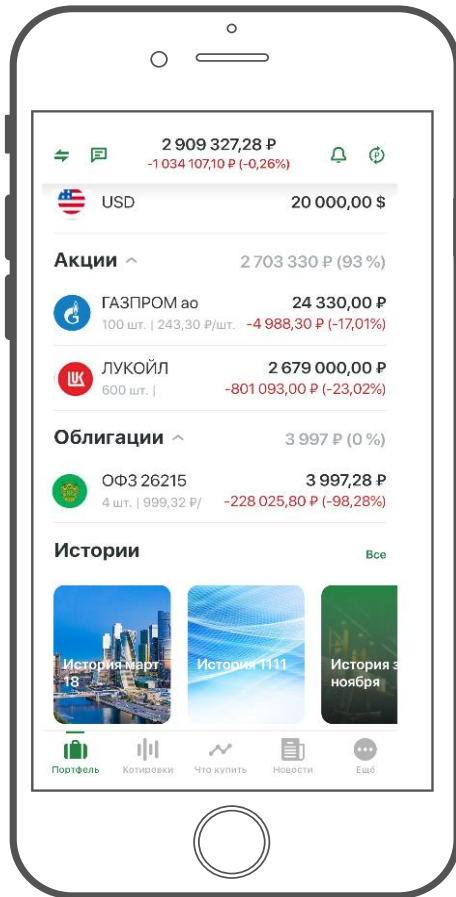 2 909 327,28 ₽
-1 034 107,10 ₽ (-0,26%)
USD 20 000,00 $
Акции 2 703 330 ₽ (93 %)
ГАЗПРОМ ао 24 330,00 ₽
100 шт. | 243,30 ₽/шт. -4 988,30 ₽ (-17,01%)
ЛУКОЙЛ 2 679 000,00 ₽
600 шт. | -801 093,00 ₽ (-23,02%)
Облигации 3 997 ₽ (0 %)
ОФЗ 26215 3 997,28 ₽
4 шт. | 999,32 ₽/ -228 025,80 ₽ (-98,28%)
Истории Все
История март
18
История 1111
История з
ноября
Портфель Котировки Что купить Новости Ещё